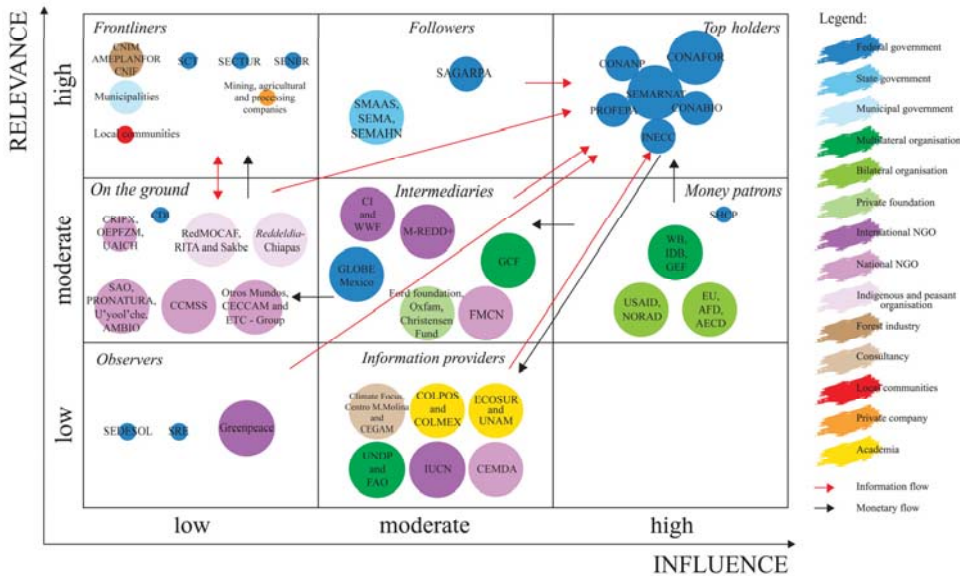 RELEVANCE
high
moderate
low
Frontliners
CNIM
AMEPLANFOR
CNIF
SCT
SECTUR
SENER
Municipalities
Mining, agricultural
and processing
companies
Local communities
Followers
SAGARPA
SMAAS,
SEMA,
SEMAHN
Top holders
CONANP
CONAFOR
SEMARNAT
PROFEPA
CONABIO
INECC
On the ground
OEPFZM,
UAICH
RedMOCAF,
RITA and Sakbe
Reddeldia-
Chiapas
SAO,
PRONATURA,
U'yool'che,
AMBIO
CCMSS
Otros Mundos,
CECCAM and
ETC - Group
Intermediaries
CI
and
WWF
M-REDD+
GLOBE
Mexico
GCF
Ford foundation,
Oxfam,
Christensen
Fund
FMCN
Money patrons
SHCP
WB,
IDB,
GEF
USAID,
NORAD
EU,
AFD,
AECD
Observers
SEDESOL
SRE
Greenpeace
Information providers
Climate Focus,
Centro M.Molina
and
CEGAM
COLPOS
and
COLMEX
ECOSUR
and
UNAM
UNDP
and
FAO
IUCN
CEMDA
low
moderate
high
INFLUENCE
Legend:
Federal government
State government
Municipal government
Multilateral organisation
Bilateral organisation
Private foundation
International NGO
National NGO
Indigenous and peasant
organisation
Forest industry
Consultancy
Local communities
Private company
Academia
Information flow
Monetary flow